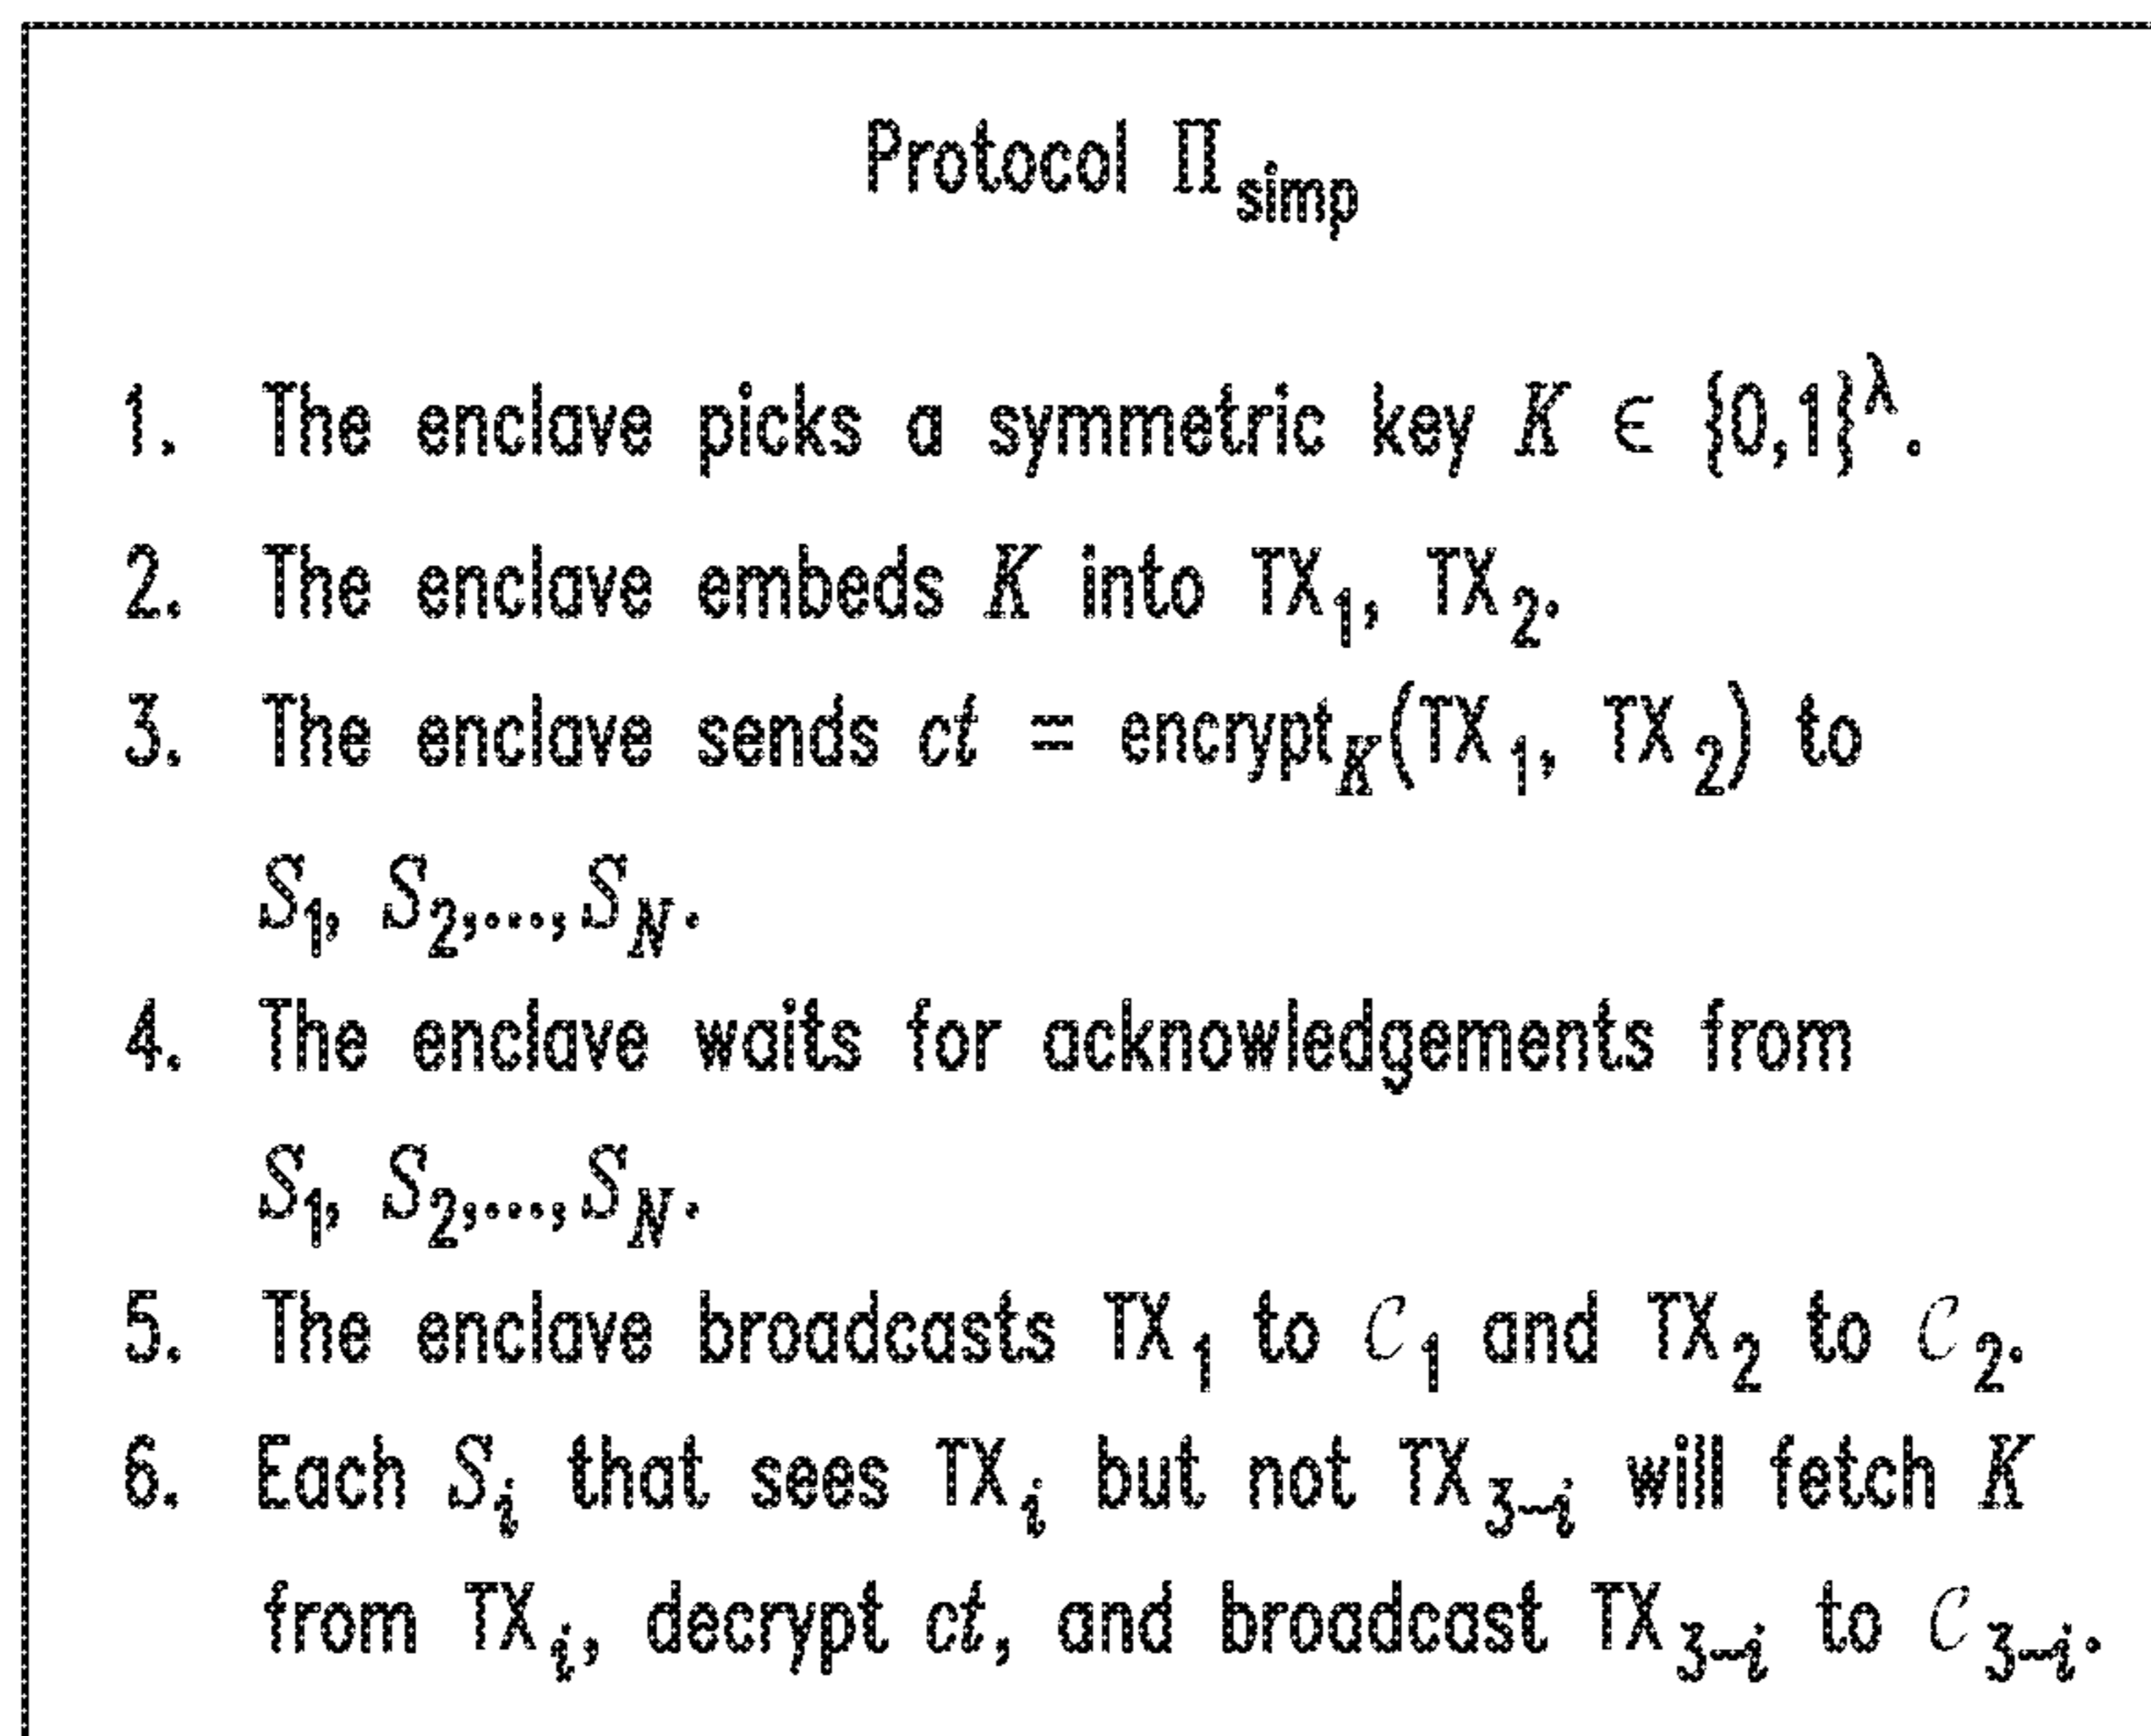 Protocol Π_simp
1. The enclave picks a symmetric key K ∈ {0,1}^λ.
2. The enclave embeds K into TX_1, TX_2.
3. The enclave sends ct = encrypt_K(TX_1, TX_2) to
S_1, S_2,...,S_N.
4. The enclave waits for acknowledgements from
S_1, S_2,...,S_N.
5. The enclave broadcasts TX_1 to C_1 and TX_2 to C_2.
6. Each S_i that sees TX_i but not TX_3-i will fetch K
from TX_i, decrypt ct, and broadcast TX_3-i to C_3-i.